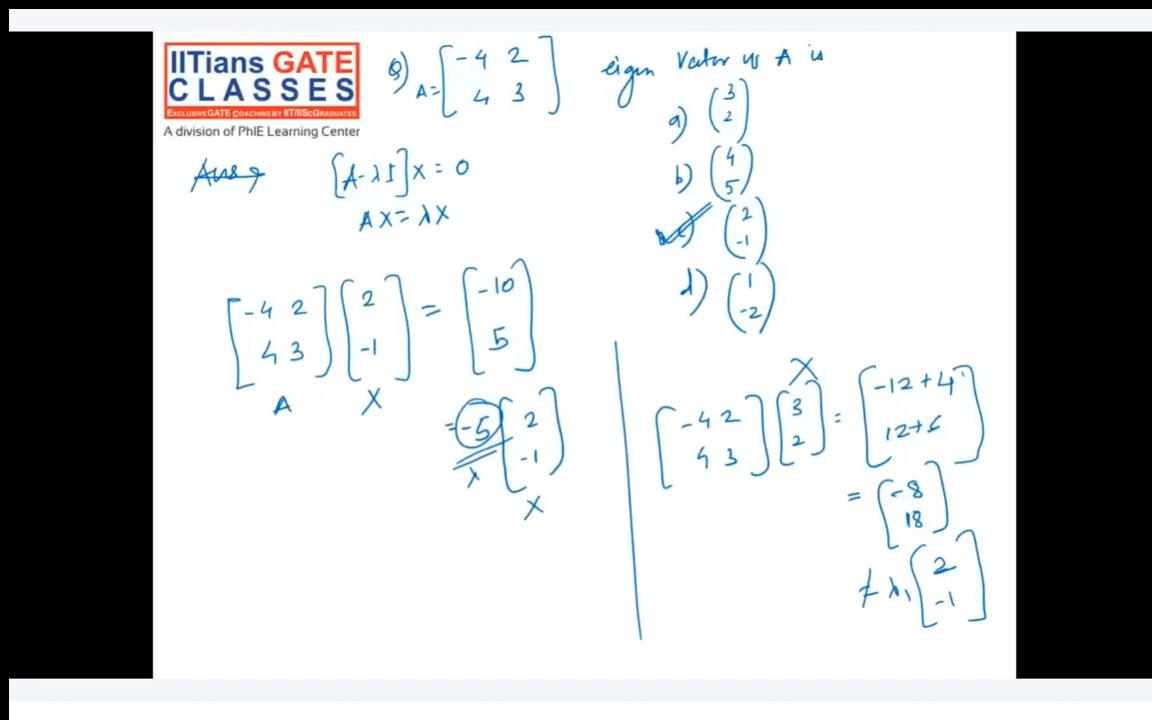 IITians GATE
CLASSES
EXCLUSIVE GATE COACHING BY IIT/IISc GRADUATES
A division of PhIE Learning Center
Q) A= [-4 2
4 3] eigen Vector of A is
a) (3
2)
b) (4
5)
c) (2
-1)
d) (1
-2)
Ans → [A-λI]X = 0
AX = λX
[-4 2
4 3] [2
-1] = [-10
5]
A X
= -5 [2
-1]
λ X
[-4 2
4 3] [3
2] = [-12+4
12+6]
X
= [-8
18]
≠ λ₁ [2
-1]